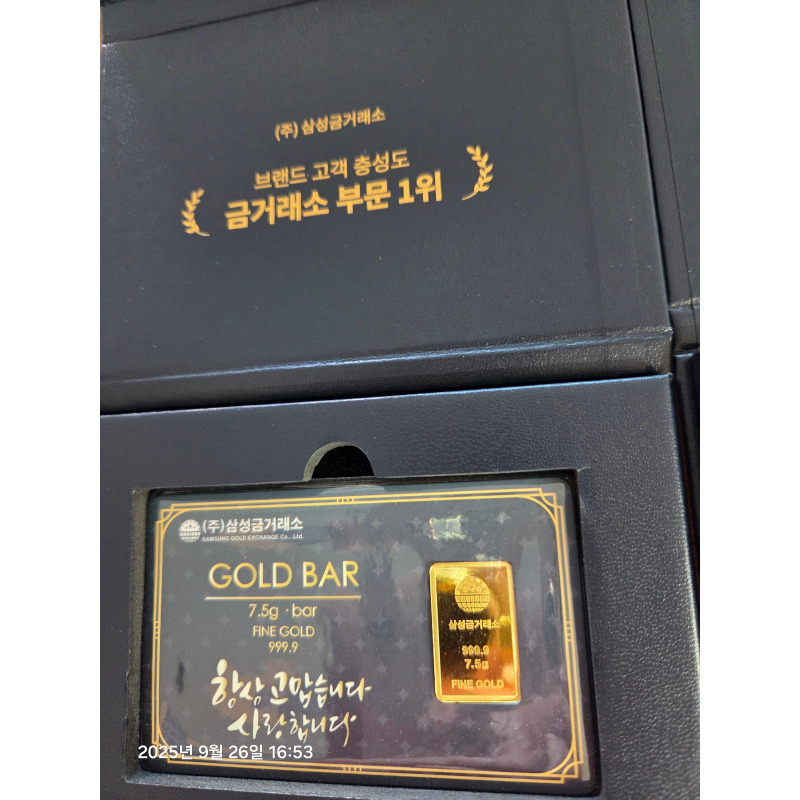 (주) 삼성금거래소
브랜드 고객 충성도
금거래소 부문 1위
(주)삼성금거래소
SAMSUNG GOLD EXCHANGE Co., Ltd.
GOLD BAR
7.5g · bar
FINE GOLD
999.9
항상 고맙습니다
사랑합니다
삼성금거래소
999.9
7.5g
FINE GOLD
2025년 9월 26일 16:53